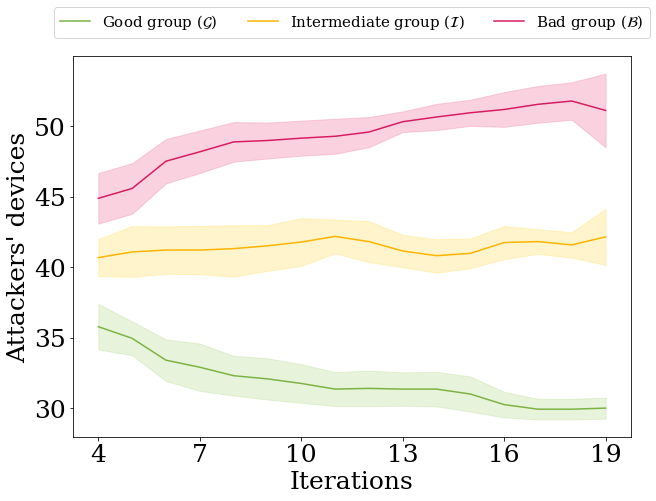 Good group (𝒢) Intermediate group (ℐ) Bad group (ℬ)
50
45
40
35
30
Attackers' devices
4 7 10 13 16 19
Iterations